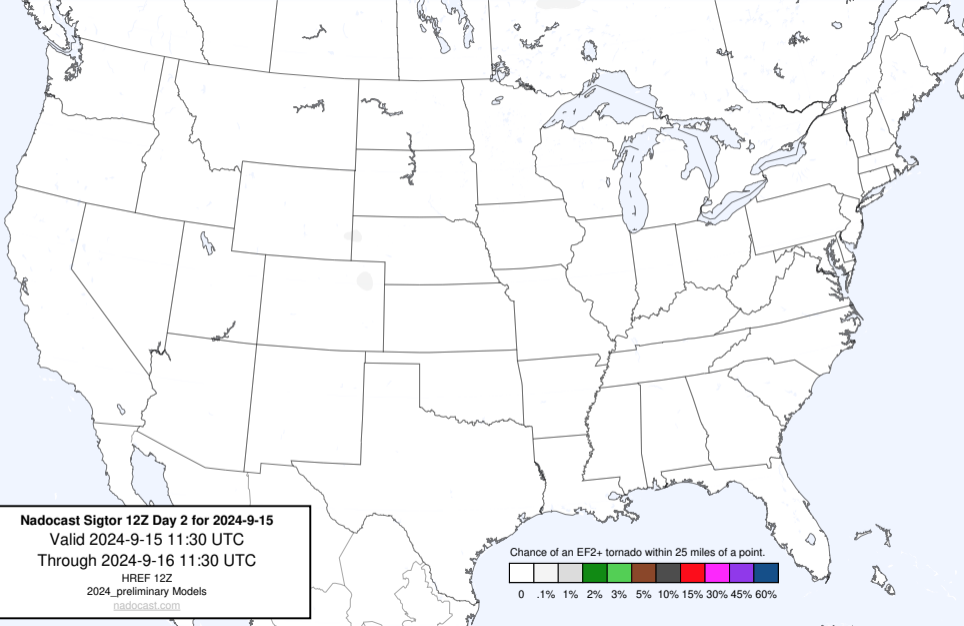 Nadocast Sigtor 12Z Day 2 for 2024-9-15
Valid 2024-9-15 11:30 UTC
Through 2024-9-16 11:30 UTC
HREF 12Z
2024_preliminary Models
nadocast.com
Chance of an EF2+ tornado within 25 miles of a point.
0 .1% 1% 2% 3% 5% 10% 15% 30% 45% 60%